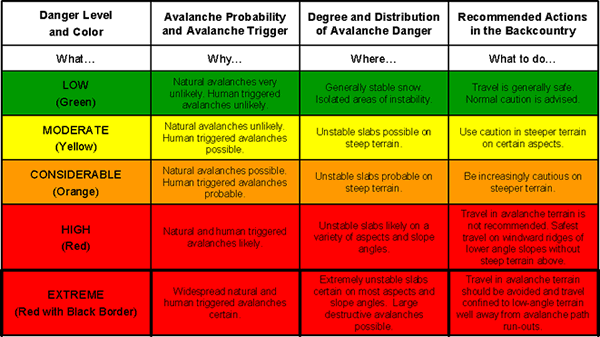 Danger Level
and Color
Avalanche Probability
and Avalanche Trigger
Degree and Distribution
of Avalanche Danger
Recommended Actions
in the Backcountry
What...
Why...
Where...
What to do...
LOW
(Green)
Natural avalanches very
unlikely. Human triggered
avalanches unlikely.
Generally stable snow.
Isolated areas of instability.
Travel is generally safe.
Normal caution is advised.
MODERATE
(Yellow)
Natural avalanches unlikely.
Human triggered avalanches
possible.
Unstable slabs possible on
steep terrain.
Use caution in steeper terrain
on certain aspects.
CONSIDERABLE
(Orange)
Natural avalanches possible.
Human triggered avalanches
probable.
Unstable slabs probable on
steep terrain.
Be increasingly cautious on
steeper terrain.
HIGH
(Red)
Natural and human triggered
avalanches likely.
Unstable slabs likely on a
variety of aspects and slope
angles.
Travel in avalanche terrain is
not recommended. Safest
travel on windward ridges of
lower angle slopes without
steep terrain above.
EXTREME
(Red with Black Border)
Widespread natural and
human triggered avalanches
certain.
Extremely unstable slabs
certain on most aspects and
slope angles. Large
destructive avalanches
possible.
Travel in avalanche terrain
should be avoided and travel
confined to low-angle terrain
well away from avalanche path
run-outs.